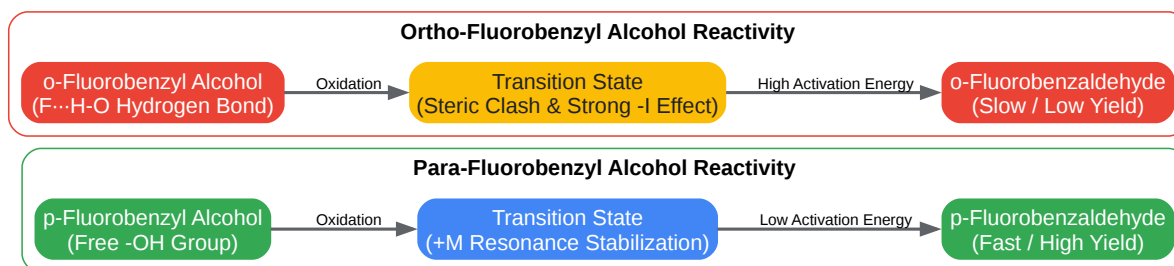 Ortho-Fluorobenzyl Alcohol Reactivity
o-Fluorobenzyl Alcohol
(F···H-O Hydrogen Bond)
Oxidation
Transition State
(Steric Clash & Strong -I Effect)
High Activation Energy
o-Fluorobenzaldehyde
(Slow / Low Yield)
Para-Fluorobenzyl Alcohol Reactivity
p-Fluorobenzyl Alcohol
(Free -OH Group)
Oxidation
Transition State
(+M Resonance Stabilization)
Low Activation Energy
p-Fluorobenzaldehyde
(Fast / High Yield)